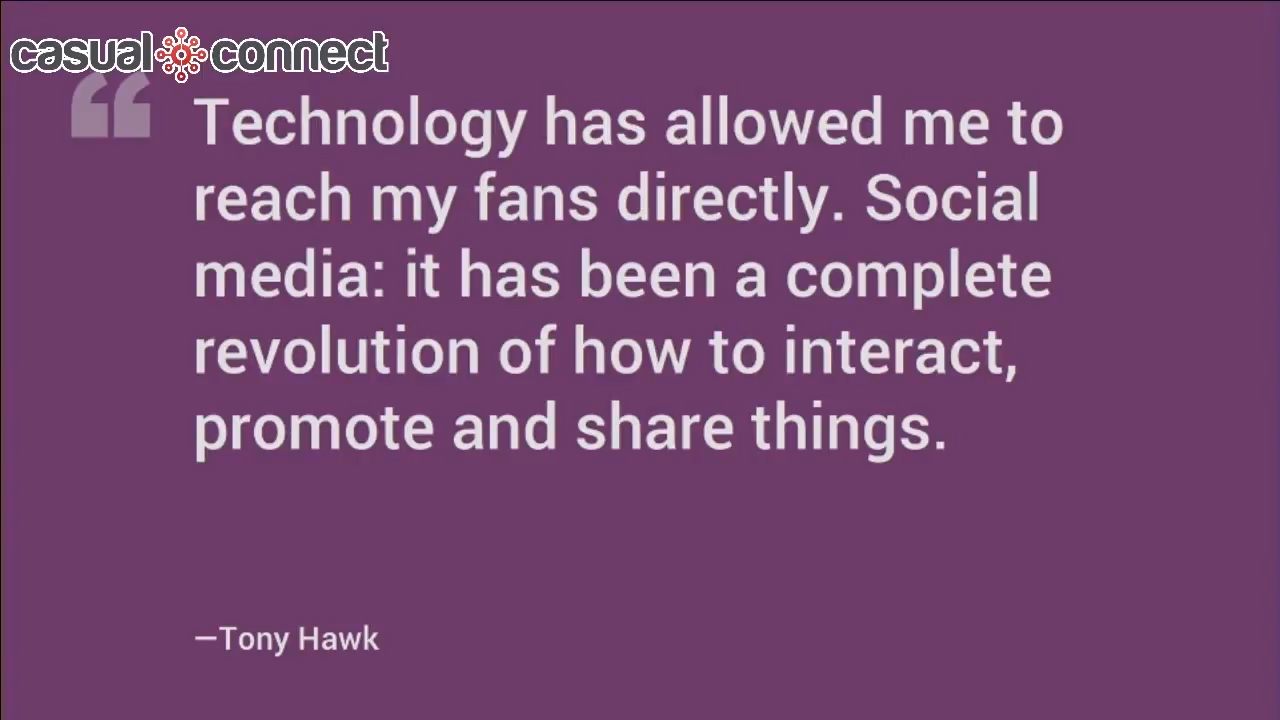 casual connect
“
Technology has allowed me to
reach my fans directly. Social
media: it has been a complete
revolution of how to interact,
promote and share things.
—Tony Hawk